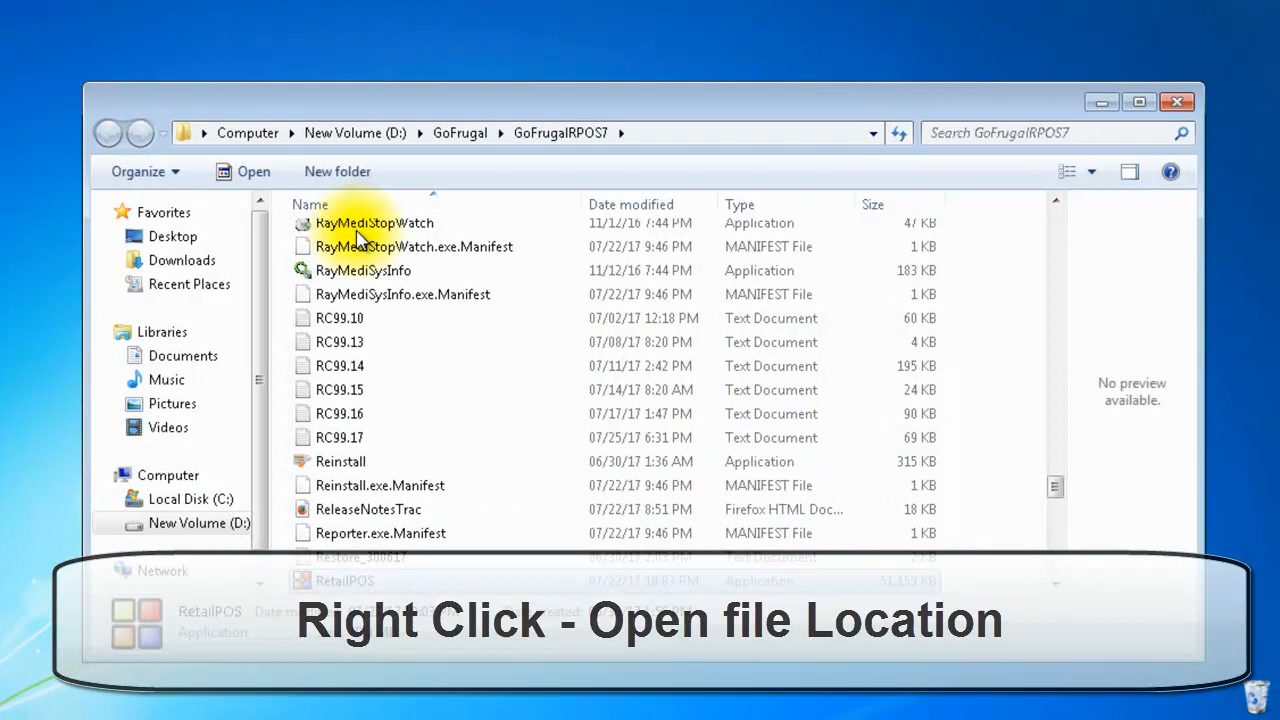 Computer New Volume (D:) GoFrugal GoFrugalRPOS7
Search GoFrugalRPOS7
Organize Open New folder
Favorites
Desktop
Downloads
Recent Places
Libraries
Documents
Music
Pictures
Videos
Computer
Local Disk (C:)
New Volume (D:)
Network
Name Date modified Type Size
RayMediStopWatch 11/12/16 7:44 PM Application 47 KB
RayMediStopWatch.exe.Manifest 07/22/17 9:46 PM MANIFEST File 1 KB
RayMediSysInfo 11/12/16 7:44 PM Application 183 KB
RayMediSysInfo.exe.Manifest 07/22/17 9:46 PM MANIFEST File 1 KB
RC99.10 07/02/17 12:18 PM Text Document 60 KB
RC99.13 07/08/17 8:20 PM Text Document 4 KB
RC99.14 07/11/17 2:42 PM Text Document 195 KB
RC99.15 07/14/17 8:20 AM Text Document 24 KB
RC99.16 07/17/17 1:47 PM Text Document 90 KB
RC99.17 07/25/17 6:31 PM Text Document 69 KB
Reinstall 06/30/17 1:36 AM Application 315 KB
Reinstall.exe.Manifest 07/22/17 9:46 PM MANIFEST File 1 KB
ReleaseNotesTrac 07/22/17 8:51 PM Firefox HTML Doc... 18 KB
Reporter.exe.Manifest 07/22/17 9:46 PM MANIFEST File 1 KB
Restore_300617 Text Document
RetailPOS Application
No preview
available.
RetailPOS
Application
Right Click - Open file Location